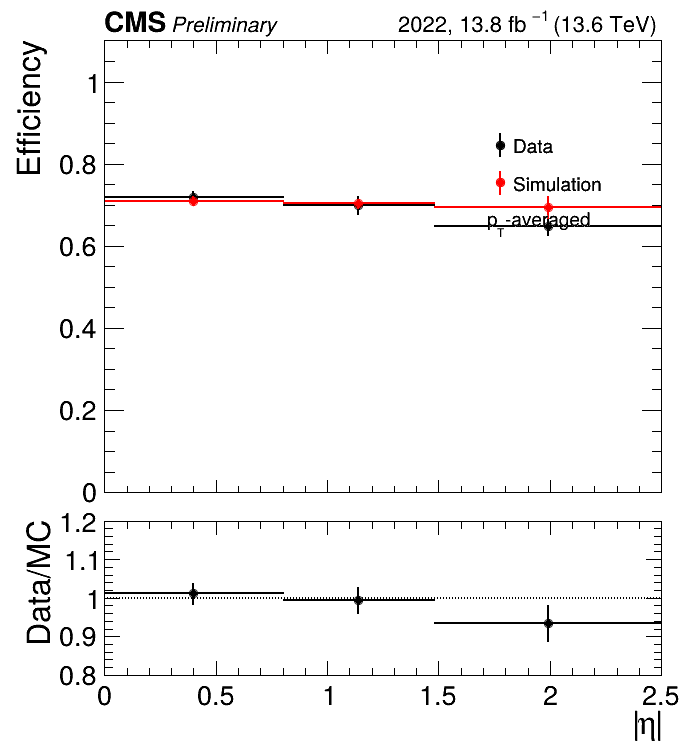 CMS Preliminary 2022, 13.8 fb⁻¹ (13.6 TeV)
Efficiency
1
0.8
0.6
0.4
0.2
0
Data
Simulation
p_T-averaged
Data/MC
1.2
1.1
1
0.9
0.8
0 0.5 1 1.5 2 2.5
|η|